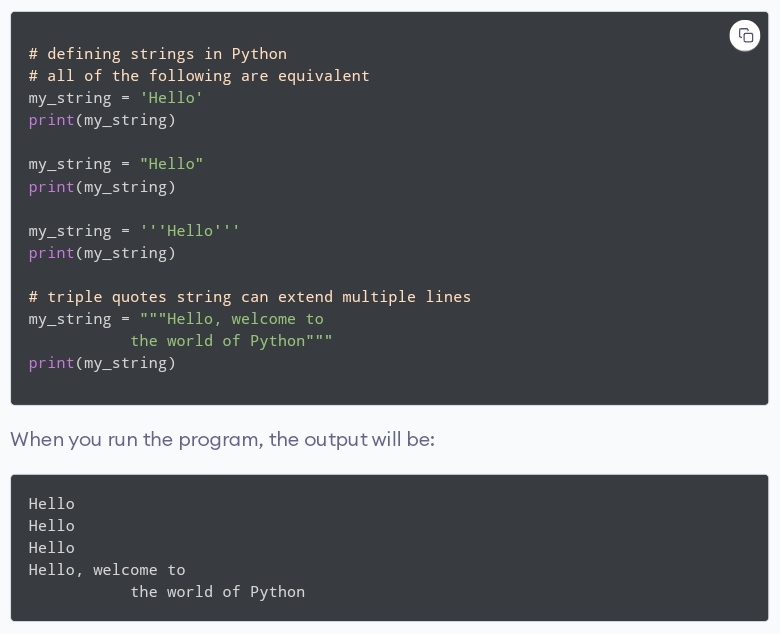 # defining strings in Python
# all of the following are equivalent
my_string = 'Hello'
print(my_string)
my_string = "Hello"
print(my_string)
my_string = '''Hello'''
print(my_string)
# triple quotes string can extend multiple lines
my_string = """Hello, welcome to
           the world of Python"""
print(my_string)
When you run the program, the output will be:
Hello
Hello
Hello
Hello, welcome to
           the world of Python